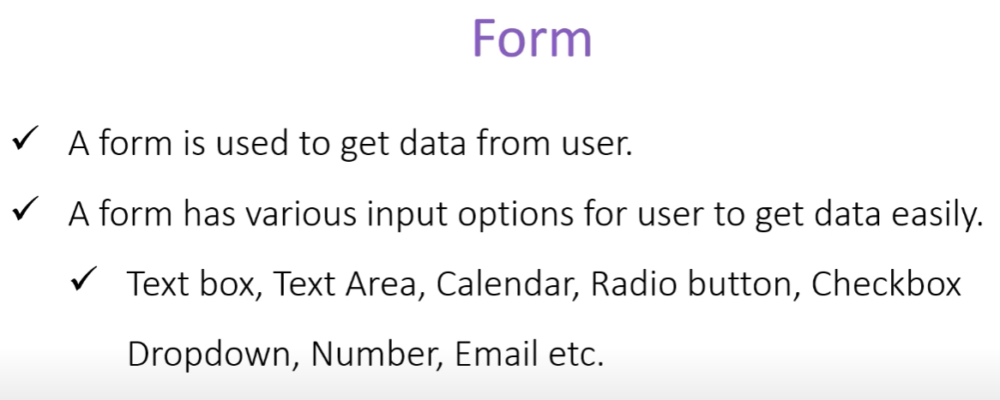 Form
✓ A form is used to get data from user.
✓ A form has various input options for user to get data easily.
✓ Text box, Text Area, Calendar, Radio button, Checkbox
Dropdown, Number, Email etc.